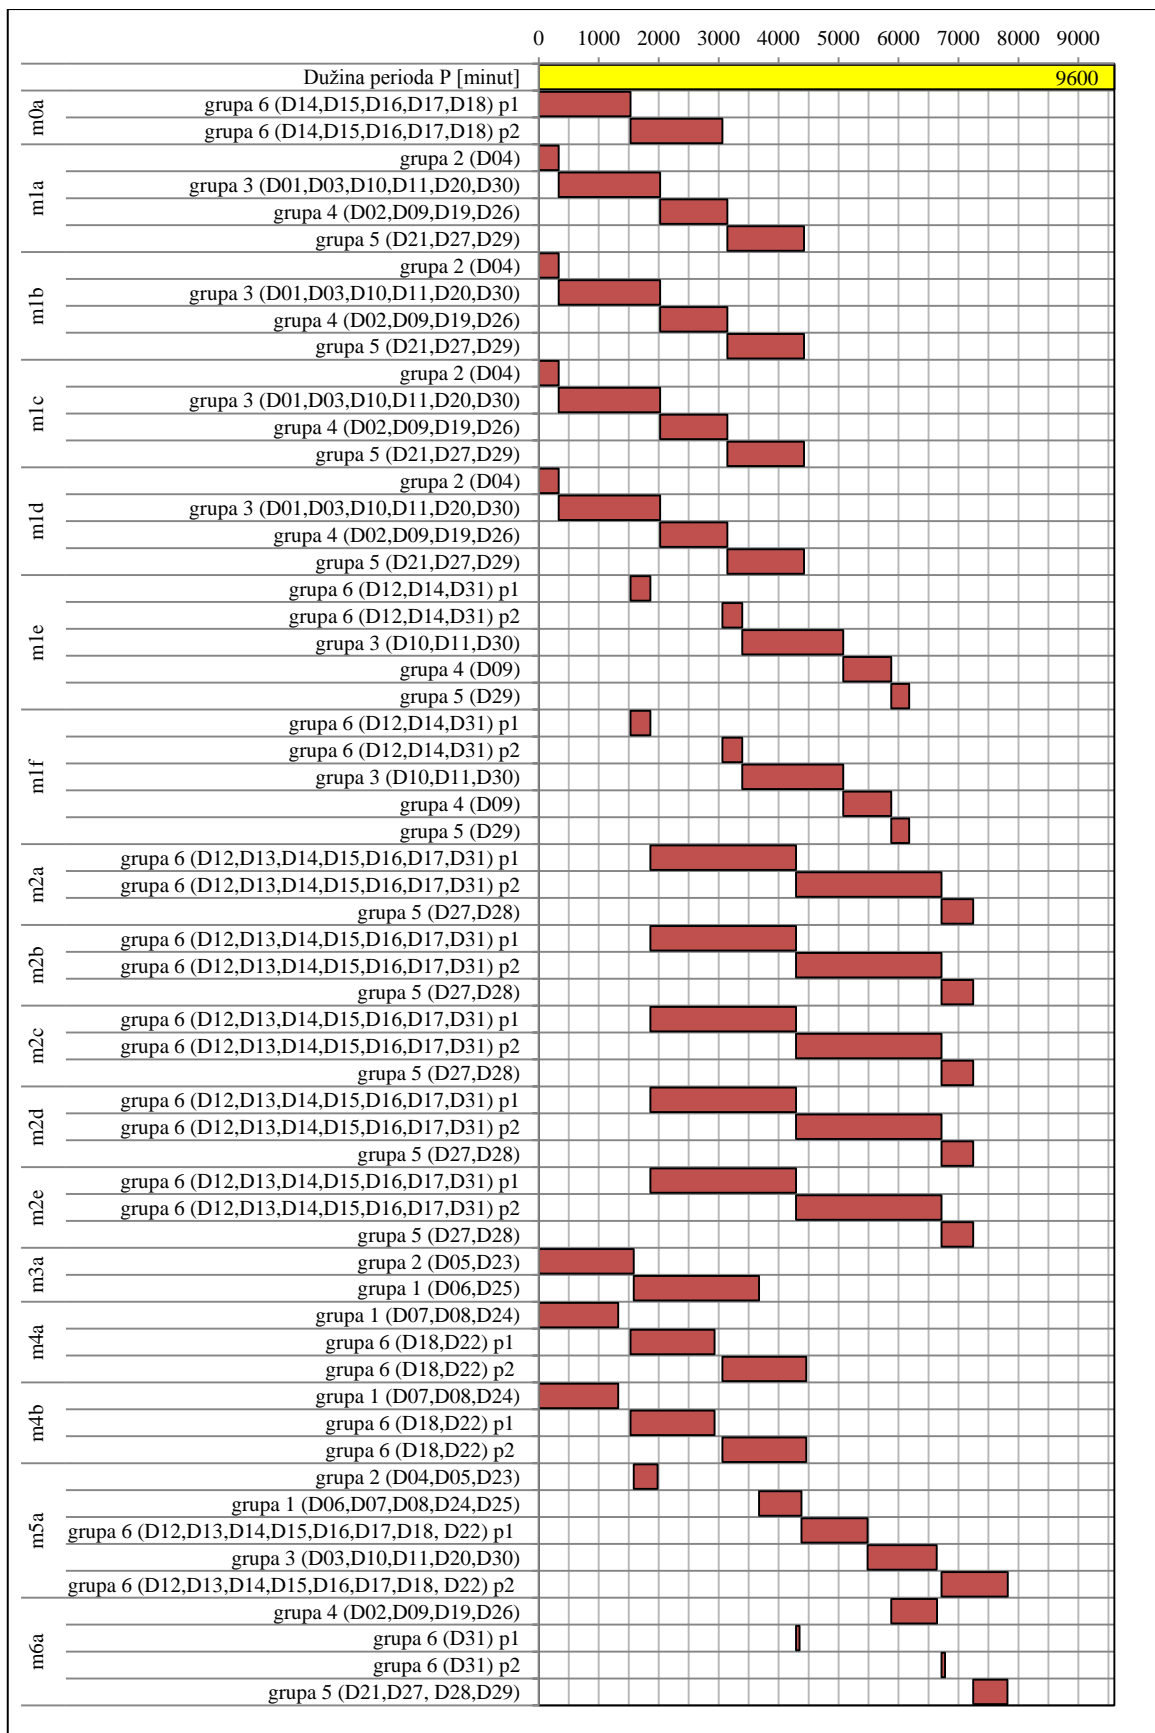 0 1000 2000 3000 4000 5000 6000 7000 8000 9000
Dužina perioda P [minut] 9600
m0a
grupa 6 (D14,D15,D16,D17,D18) p1
grupa 6 (D14,D15,D16,D17,D18) p2
m1a
grupa 2 (D04)
grupa 3 (D01,D03,D10,D11,D20,D30)
grupa 4 (D02,D09,D19,D26)
grupa 5 (D21,D27,D29)
m1b
grupa 2 (D04)
grupa 3 (D01,D03,D10,D11,D20,D30)
grupa 4 (D02,D09,D19,D26)
grupa 5 (D21,D27,D29)
m1c
grupa 2 (D04)
grupa 3 (D01,D03,D10,D11,D20,D30)
grupa 4 (D02,D09,D19,D26)
grupa 5 (D21,D27,D29)
m1d
grupa 2 (D04)
grupa 3 (D01,D03,D10,D11,D20,D30)
grupa 4 (D02,D09,D19,D26)
grupa 5 (D21,D27,D29)
m1e
grupa 6 (D12,D14,D31) p1
grupa 6 (D12,D14,D31) p2
grupa 3 (D10,D11,D30)
grupa 4 (D09)
grupa 5 (D29)
m1f
grupa 6 (D12,D14,D31) p1
grupa 6 (D12,D14,D31) p2
grupa 3 (D10,D11,D30)
grupa 4 (D09)
grupa 5 (D29)
m2a
grupa 6 (D12,D13,D14,D15,D16,D17,D31) p1
grupa 6 (D12,D13,D14,D15,D16,D17,D31) p2
grupa 5 (D27,D28)
m2b
grupa 6 (D12,D13,D14,D15,D16,D17,D31) p1
grupa 6 (D12,D13,D14,D15,D16,D17,D31) p2
grupa 5 (D27,D28)
m2c
grupa 6 (D12,D13,D14,D15,D16,D17,D31) p1
grupa 6 (D12,D13,D14,D15,D16,D17,D31) p2
grupa 5 (D27,D28)
m2d
grupa 6 (D12,D13,D14,D15,D16,D17,D31) p1
grupa 6 (D12,D13,D14,D15,D16,D17,D31) p2
grupa 5 (D27,D28)
m2e
grupa 6 (D12,D13,D14,D15,D16,D17,D31) p1
grupa 6 (D12,D13,D14,D15,D16,D17,D31) p2
grupa 5 (D27,D28)
m3a
grupa 2 (D05,D23)
grupa 1 (D06,D25)
m4a
grupa 1 (D07,D08,D24)
grupa 6 (D18,D22) p1
grupa 6 (D18,D22) p2
m4b
grupa 1 (D07,D08,D24)
grupa 6 (D18,D22) p1
grupa 6 (D18,D22) p2
m5a
grupa 2 (D04,D05,D23)
grupa 1 (D06,D07,D08,D24,D25)
grupa 6 (D12,D13,D14,D15,D16,D17,D18, D22) p1
grupa 3 (D03,D10,D11,D20,D30)
grupa 6 (D12,D13,D14,D15,D16,D17,D18, D22) p2
m6a
grupa 4 (D02,D09,D19,D26)
grupa 6 (D31) p1
grupa 6 (D31) p2
grupa 5 (D21,D27, D28,D29)